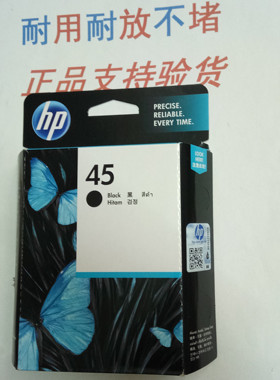 耐用耐放不堵
正品支持验货
hp
PRECISE.
RELIABLE.
EVERY TIME.
45
Black 黑 สีดำ
Hitam 검정
hp